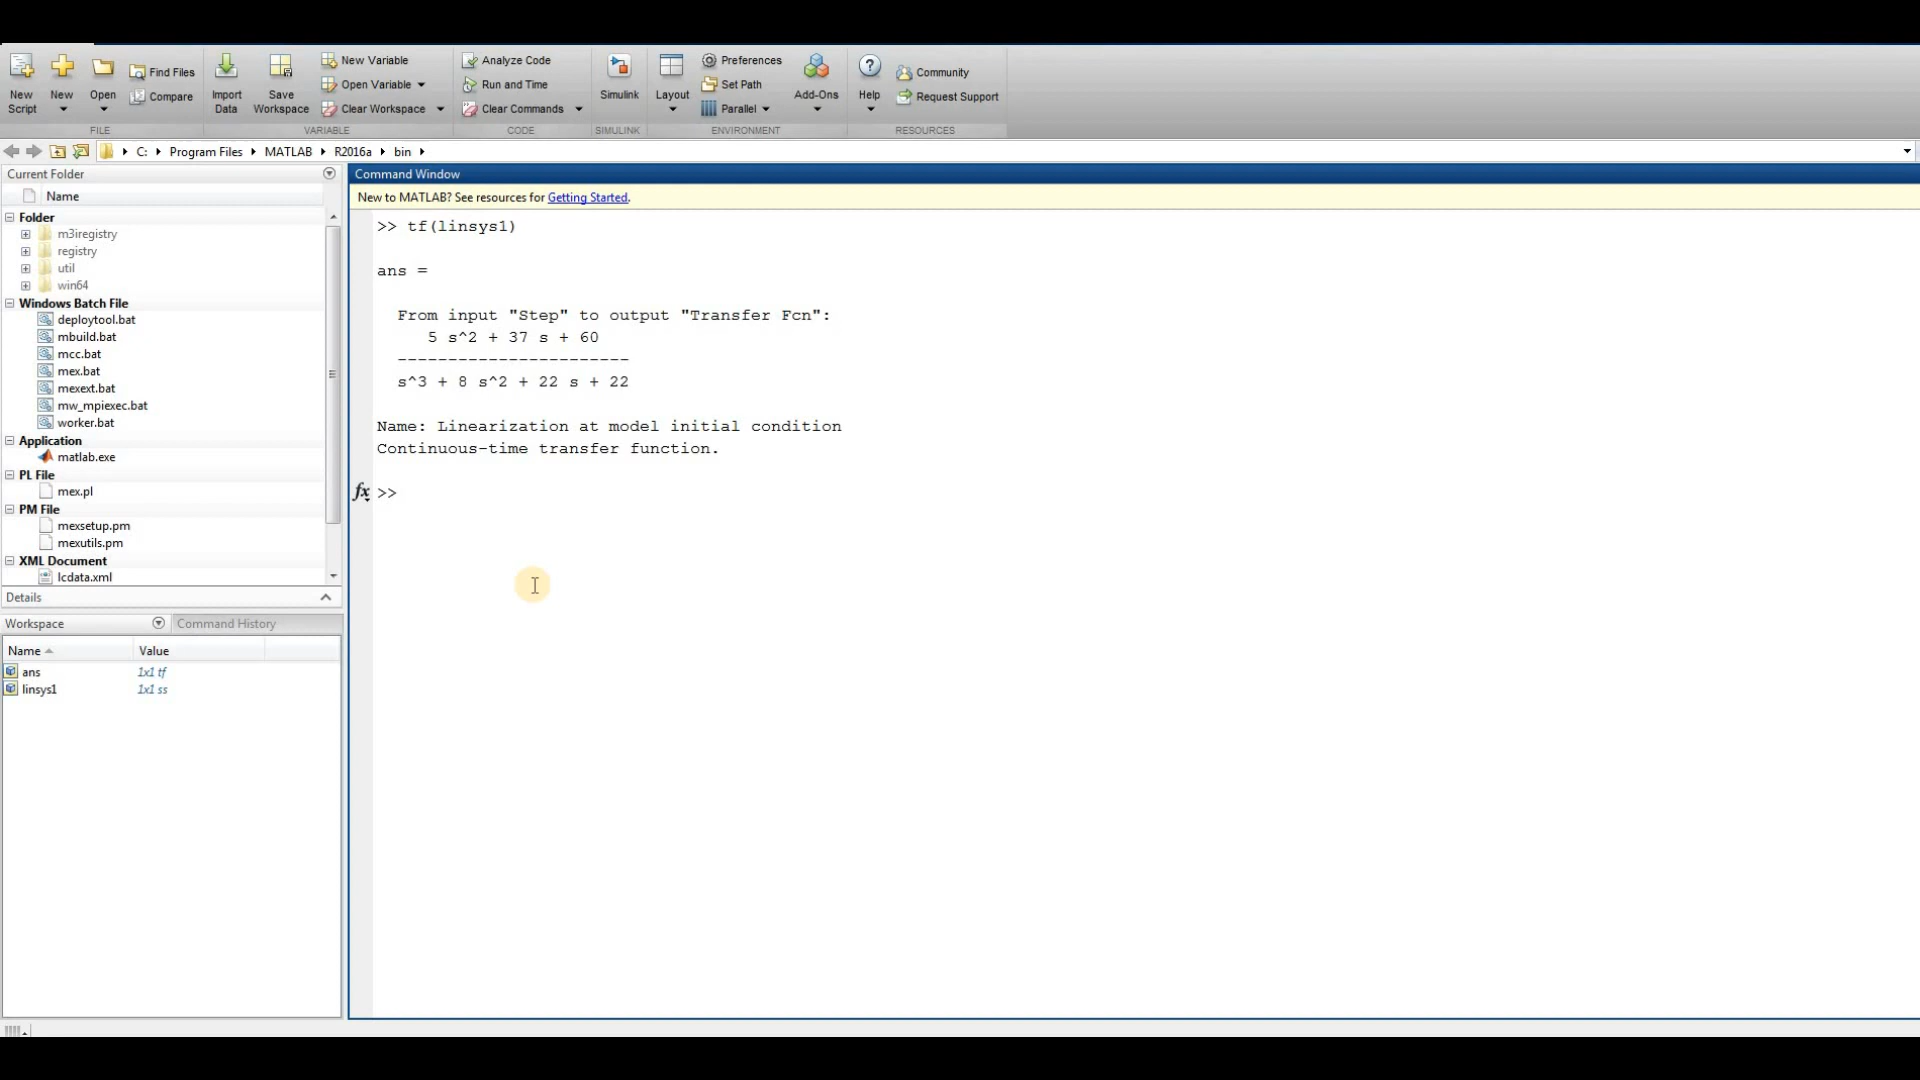 New Script
New
Open
Find Files
Compare
FILE
Import Data
Save Workspace
New Variable
Open Variable
Clear Workspace
VARIABLE
Analyze Code
Run and Time
Clear Commands
CODE
Simulink
SIMULINK
Layout
Preferences
Set Path
Parallel
Add-Ons
ENVIRONMENT
Help
Community
Request Support
RESOURCES
C: Program Files MATLAB R2016a bin
Current Folder
Name
Folder
m3iregistry
registry
util
win64
Windows Batch File
deploytool.bat
mbuild.bat
mcc.bat
mex.bat
mexext.bat
mw_mpiexec.bat
worker.bat
Application
matlab.exe
PL File
mex.pl
PM File
mexsetup.pm
mexutils.pm
XML Document
lcdata.xml
Details
Workspace
Command History
Name Value
ans 1x1 tf
linsys1 1x1 ss
Command Window
New to MATLAB? See resources for Getting Started.
>> tf(linsys1)
ans =
From input "Step" to output "Transfer Fcn":
5 s^2 + 37 s + 60
-----------------------
s^3 + 8 s^2 + 22 s + 22
Name: Linearization at model initial condition
Continuous-time transfer function.
fx >>